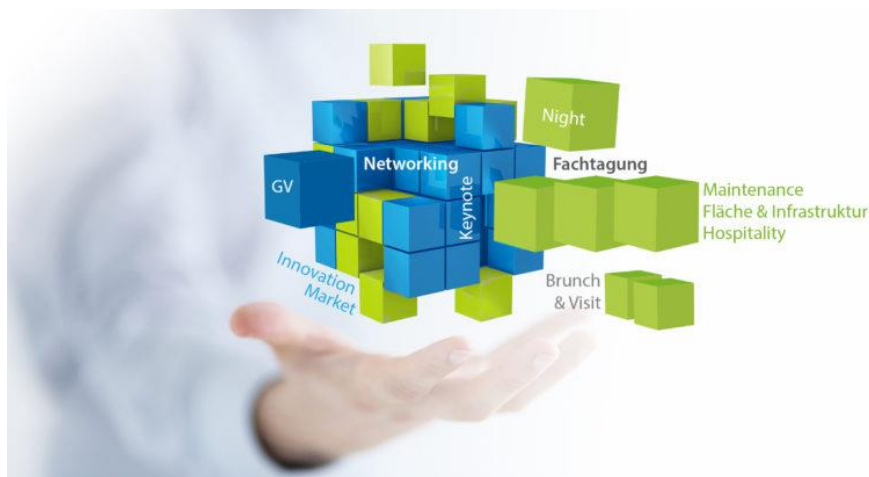 Night
Networking
Fachtagung
GV
Keynote
Maintenance
Fläche & Infrastruktur
Hospitality
Innovation
Market
Brunch
& Visit